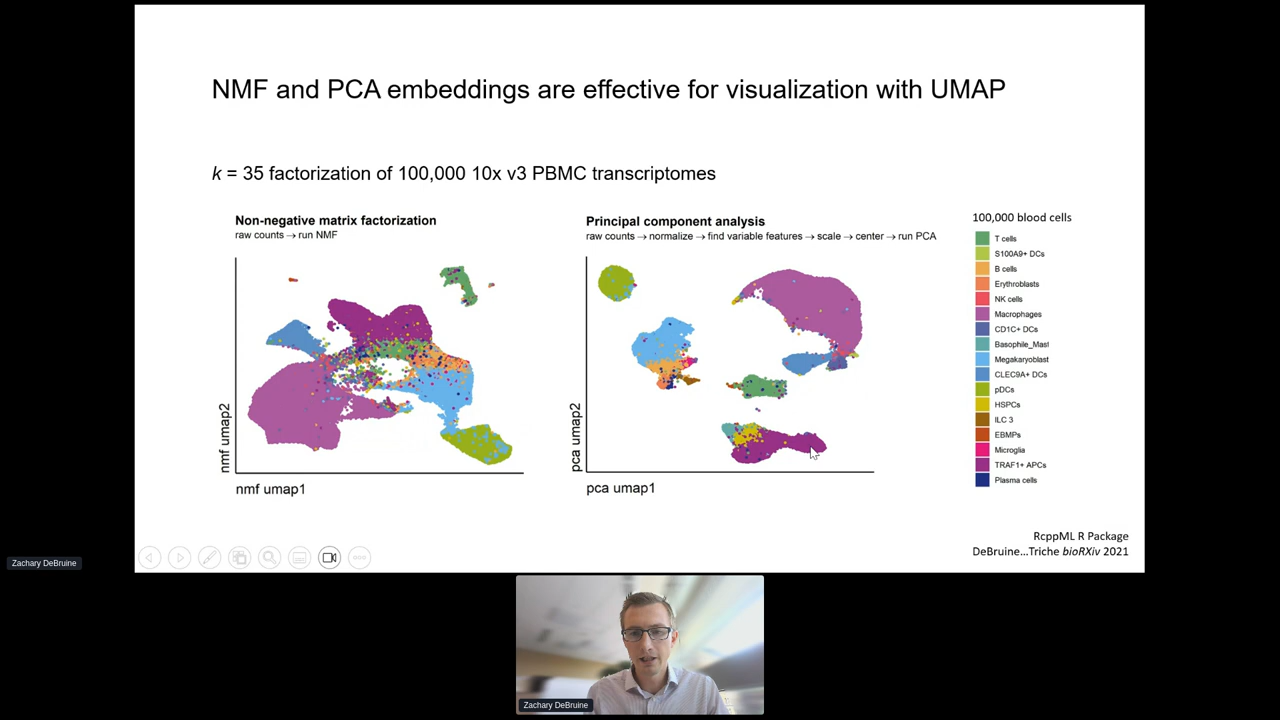 NMF and PCA embeddings are effective for visualization with UMAP
k = 35 factorization of 100,000 10x v3 PBMC transcriptomes
Non-negative matrix factorization
raw counts → run NMF
nmf umap2
nmf umap1
Principal component analysis
raw counts → normalize → find variable features → scale → center → run PCA
pca umap2
pca umap1
100,000 blood cells
T cells
S100A9+ DCs
B cells
Erythroblasts
NK cells
Macrophages
CD1C+ DCs
Basophile_Mast
Megakaryoblast
CLEC9A+ DCs
pDCs
HSPCs
ILC 3
EBMPs
Microglia
TRAF1+ APCs
Plasma cells
RcppML R Package
DeBruine...Triche bioRXiv 2021
Zachary DeBruine
Zachary DeBruine